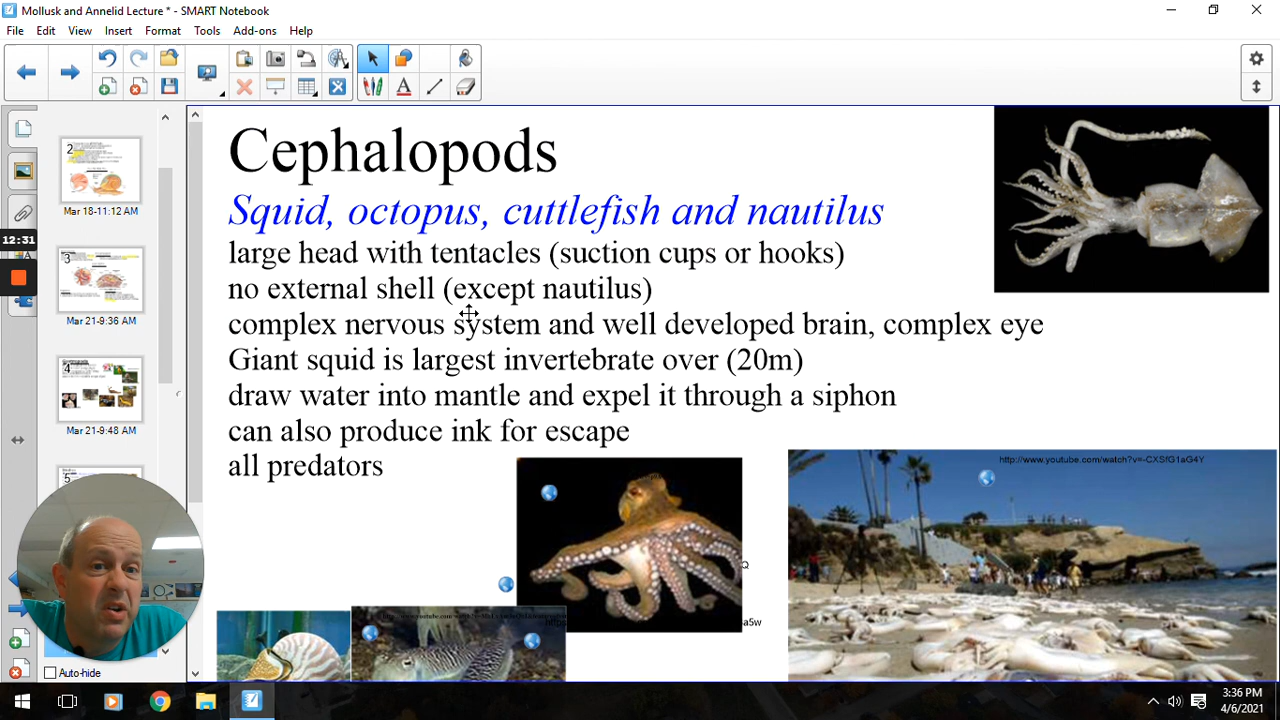 Mollusk and Annelid Lecture * - SMART Notebook
File Edit View Insert Format Tools Add-ons Help
2
Mar 18-11:12 AM
3
Mar 21-9:36 AM
4
Mar 21-9:48 AM
5
12:31
Auto-hide
Cephalopods
Squid, octopus, cuttlefish and nautilus
large head with tentacles (suction cups or hooks)
no external shell (except nautilus)
complex nervous system and well developed brain, complex eye
Giant squid is largest invertebrate over (20m)
draw water into mantle and expel it through a siphon
can also produce ink for escape
all predators
http://www.youtube.com/watch?v=-CXSfG1aG4Y
Q
a5w
3:36 PM
4/6/2021